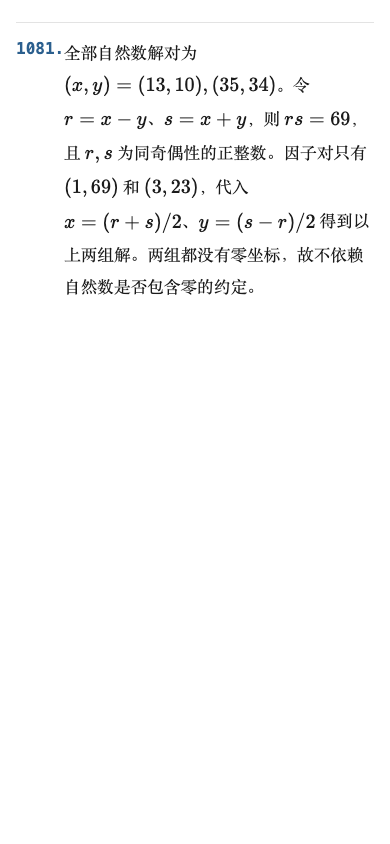 1081. 全部自然数解对为
(x, y) = (13, 10), (35, 34)。令
r = x − y、s = x + y，则 rs = 69，
且 r, s 为同奇偶性的正整数。因子对只有
(1, 69) 和 (3, 23)，代入
x = (r + s)/2、y = (s − r)/2 得到以
上两组解。两组都没有零坐标，故不依赖
自然数是否包含零的约定。